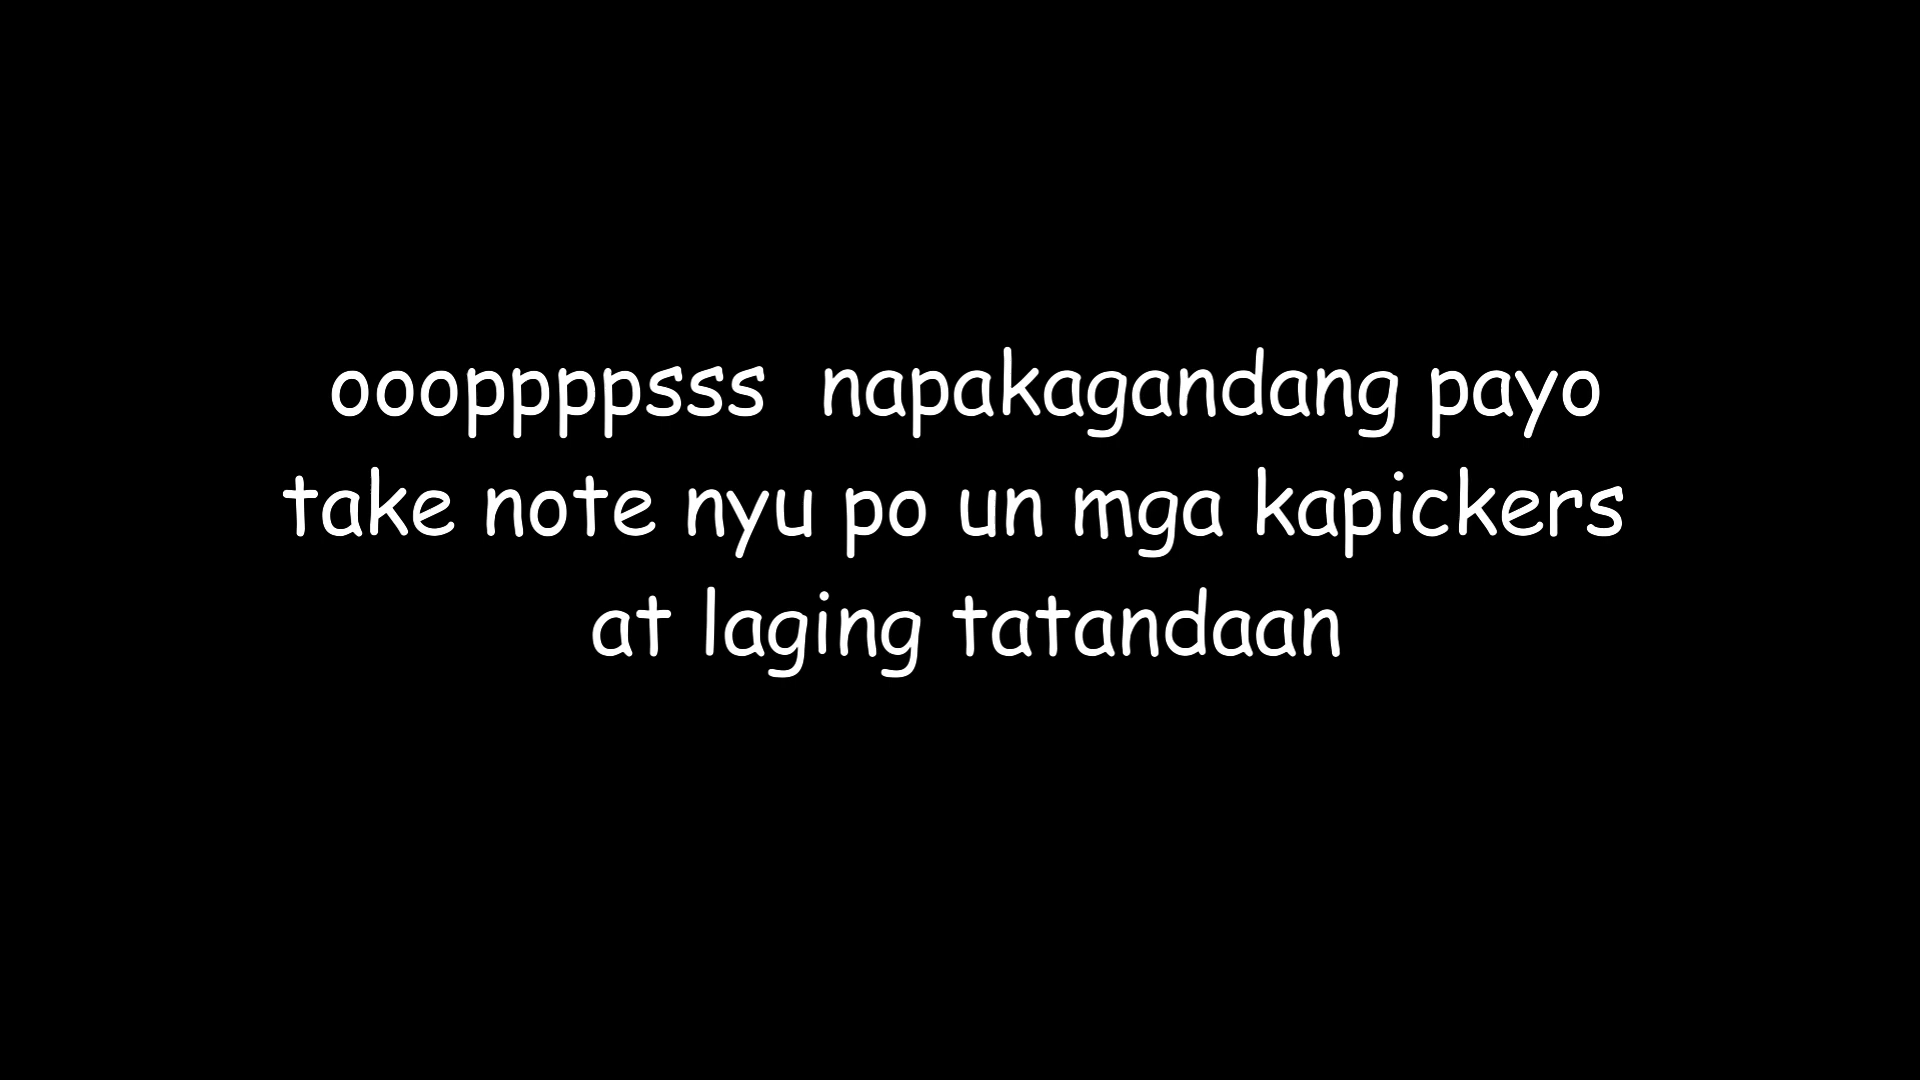 oooppppsss  napakagandang payo
take note nyu po un mga kapickers
at laging tatandaan